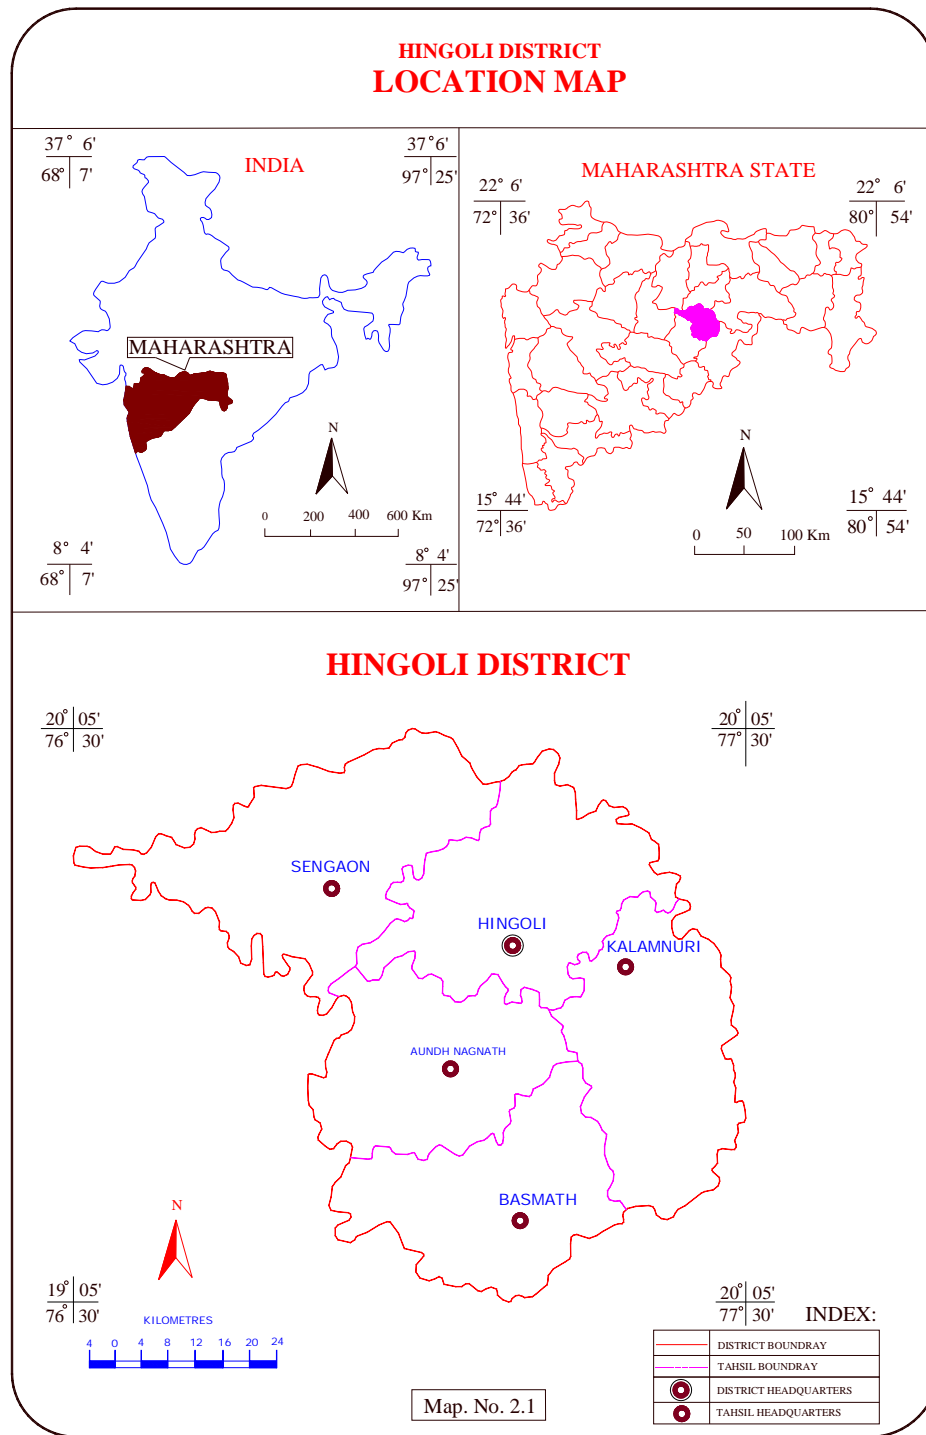 HINGOLI DISTRICT
LOCATION MAP
37° 6'
68° 7'
INDIA
37° 6'
97° 25'
MAHARASHTRA
N
0 200 400 600 Km
8° 4'
68° 7'
8° 4'
97° 25'
MAHARASHTRA STATE
22° 6'
72° 36'
22° 6'
80° 54'
N
15° 44'
72° 36'
0 50 100 Km
15° 44'
80° 54'
HINGOLI DISTRICT
20° 05'
76° 30'
20° 05'
77° 30'
SENGAON
HINGOLI
KALAMNURI
AUNDH NAGNATH
BASMATH
N
19° 05'
76° 30'
20° 05'
77° 30'
KILOMETRES
4 0 4 8 12 16 20 24
INDEX:
DISTRICT BOUNDRAY
TAHSIL BOUNDRAY
DISTRICT HEADQUARTERS
TAHSIL HEADQUARTERS
Map. No. 2.1